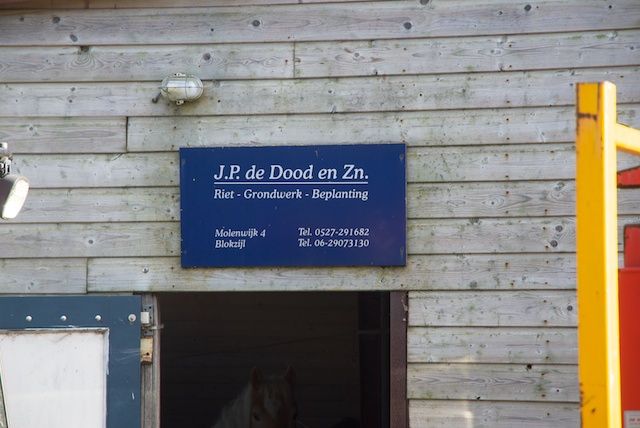 J.P. de Dood en Zn.
Riet - Grondwerk - Beplanting
Molenwijk 4 Tel. 0527-291682
Blokzijl Tel. 06-29073130